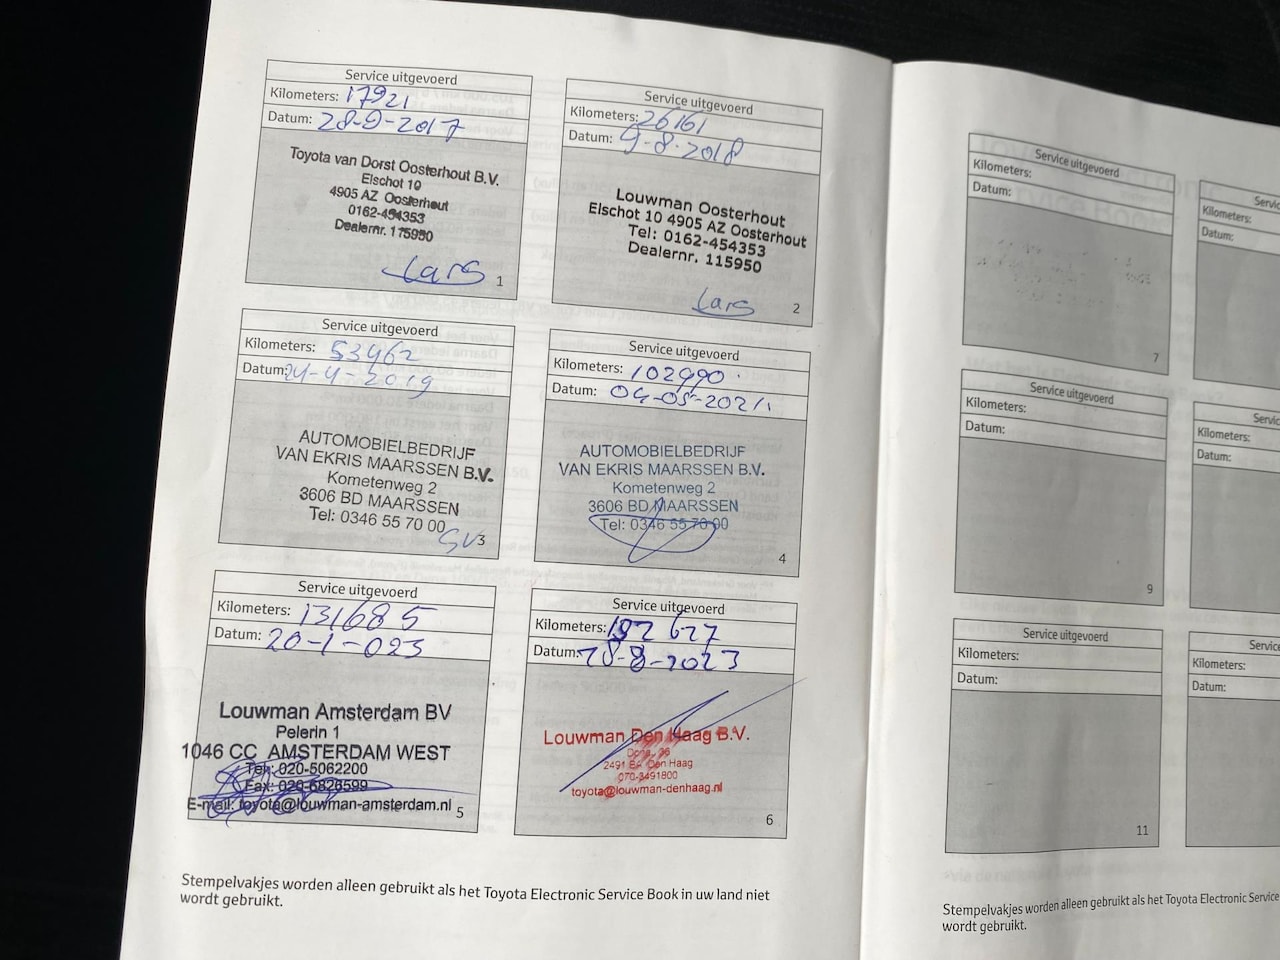 Service uitgevoerd
Kilometers: 17921
Datum: 28-9-2017
Toyota van Dorst Oosterhout B.V.
Elschot 10
4905 AZ Oosterhout
0162-454353
Dealernr. 115950
Lars
1
Service uitgevoerd
Kilometers: 26161
Datum: 9-8-2018
Louwman Oosterhout
Elschot 10 4905 AZ Oosterhout
Tel: 0162-454353
Dealernr. 115950
Lars
2
Service uitgevoerd
Kilometers: 53462
Datum: 24-4-2019
AUTOMOBIELBEDRIJF
VAN EKRIS MAARSSEN B.V.
Kometenweg 2
3606 BD MAARSSEN
Tel: 0346 55 70 00
3
Service uitgevoerd
Kilometers: 102990
Datum: 04-05-2021
AUTOMOBIELBEDRIJF
VAN EKRIS MAARSSEN B.V.
Kometenweg 2
3606 BD MAARSSEN
Tel: 0346 55 70 00
4
Service uitgevoerd
Kilometers: 131685
Datum: 20-1-023
Louwman Amsterdam BV
Pelerin 1
1046 CC AMSTERDAM WEST
Tel: 020-5062200
Fax: 020-6826599
E-mail: toyota@louwman-amsterdam.nl
5
Service uitgevoerd
Kilometers: 627
Datum: 28-8-2023
Louwman Den Haag B.V.
2491 Den Haag
070-3491800
toyota@louwman-denhaag.nl
6
Stempelvakjes worden alleen gebruikt als het Toyota Electronic Service Book in uw land niet
wordt gebruikt.
Service uitgevoerd
Kilometers:
Datum:
7
Kilometers:
Datum:
Service uitgevoerd
Kilometers:
Datum:
9
Kilometers:
Datum:
Service uitgevoerd
Kilometers:
Datum:
11
Service
Kilometers:
Datum:
Stempelvakjes worden alleen gebruikt als het Toyota Electronic Service
wordt gebruikt.